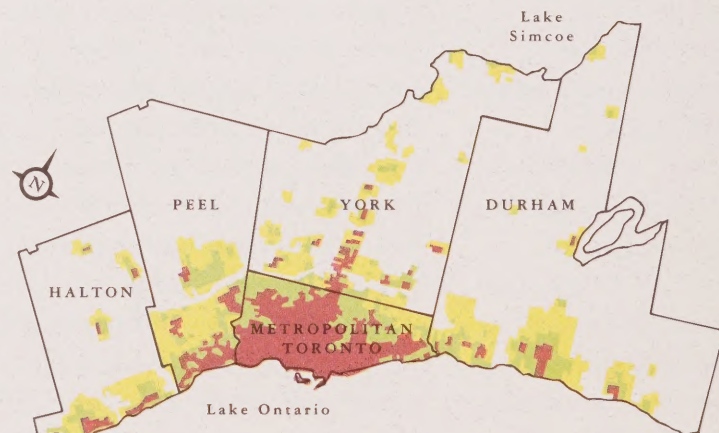 Lake
Simcoe
N
PEEL
YORK
DURHAM
HALTON
METROPOLITAN
TORONTO
Lake Ontario